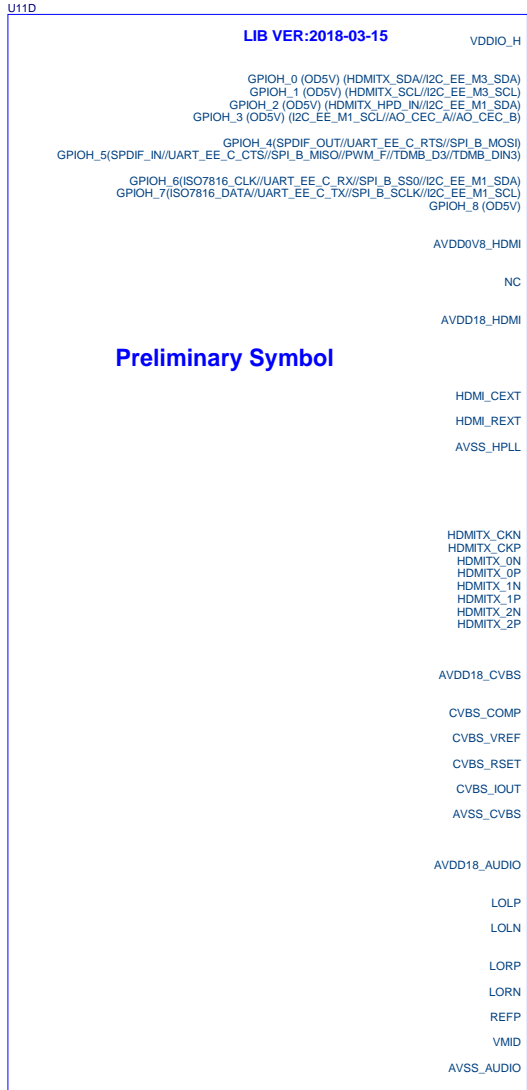 U11D
LIB VER:2018-03-15
VDDIO_H
GPIOH_0 (OD5V) (HDMITX_SDA//I2C_EE_M3_SDA)
GPIOH_1 (OD5V) (HDMITX_SCL//I2C_EE_M3_SCL)
GPIOH_2 (OD5V) (HDMITX_HPD_IN//I2C_EE_M1_SDA)
GPIOH_3 (OD5V) (I2C_EE_M1_SCL//AO_CEC_A//AO_CEC_B)
GPIOH_4(SPDIF_OUT//UART_EE_C_RTS//SPI_B_MOSI)
GPIOH_5(SPDIF_IN//UART_EE_C_CTS//SPI_B_MISO//PWM_F//TDMB_D3//TDMB_DIN3)
GPIOH_6(ISO7816_CLK//UART_EE_C_RX//SPI_B_SS0//I2C_EE_M1_SDA)
GPIOH_7(ISO7816_DATA//UART_EE_C_TX//SPI_B_SCLK//I2C_EE_M1_SCL)
GPIOH_8 (OD5V)
AVDD0V8_HDMI
NC
AVDD18_HDMI
Preliminary Symbol
HDMI_CEXT
HDMI_REXT
AVSS_HPLL
HDMITX_CKN
HDMITX_CKP
HDMITX_0N
HDMITX_0P
HDMITX_1N
HDMITX_1P
HDMITX_2N
HDMITX_2P
AVDD18_CVBS
CVBS_COMP
CVBS_VREF
CVBS_RSET
CVBS_IOUT
AVSS_CVBS
AVDD18_AUDIO
LOLP
LOLN
LORP
LORN
REFP
VMID
AVSS_AUDIO